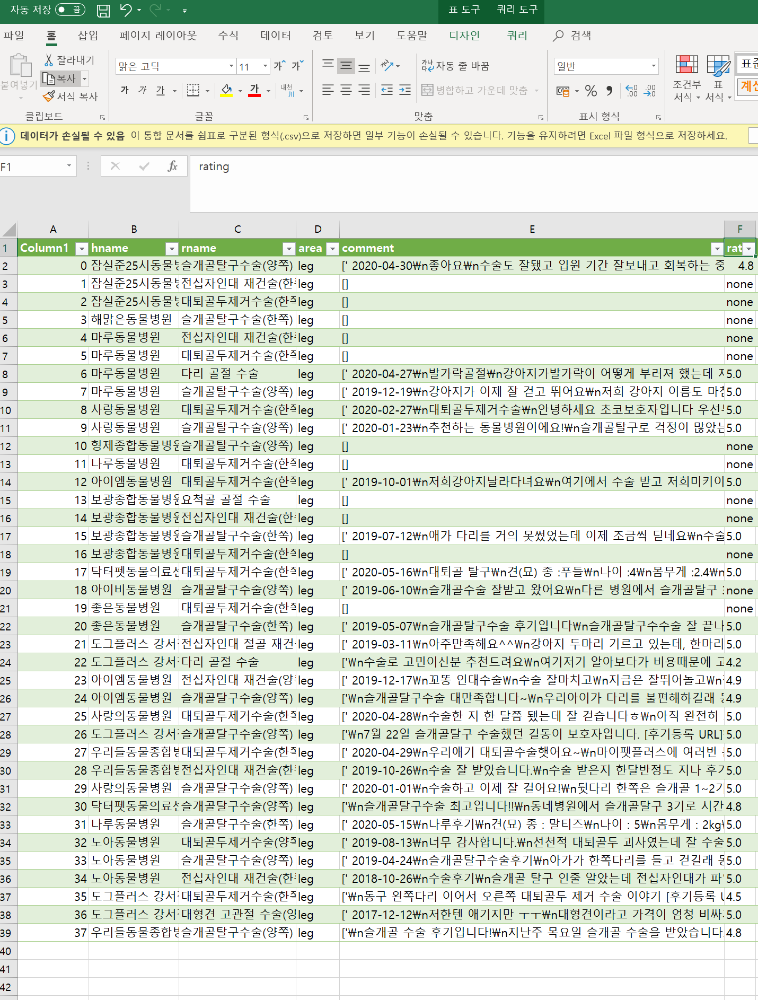 자동 저장 끔 표 도구 쿼리 도구
파일 홈 삽입 페이지 레이아웃 수식 데이터 검토 보기 도움말 디자인 쿼리 검색
붙여넣기 잘라내기 복사 서식 복사 클립보드
맑은 고딕 11 가 가 가 가 가 가 내천 글꼴
가나다 자동 줄 바꿈 병합하고 가운데 맞춤 맞춤
일반 % 표시 형식
조건부 서식 표 서식
데이터가 손실될 수 있음 이 통합 문서를 쉼표로 구분된 형식(.csv)으로 저장하면 일부 기능이 손실될 수 있습니다. 기능을 유지하려면 Excel 파일 형식으로 저장하세요.
F1 fx rating
A B C D E F
1 Column1 hname rname area comment rat
2 0 잠실준25시동물병 슬개골탈구수술(양쪽) leg [' 2020-04-30₩n좋아요₩n수술도 잘됐고 입원 기간 잘보내고 회복하는 중 4.8
3 1 잠실준25시동물병 전십자인대 재건술(한쪽 leg [] none
4 2 잠실준25시동물병 대퇴골두제거수술(한쪽 leg [] none
5 3 해맑은동물병원 슬개골탈구수술(한쪽) leg [] none
6 4 마루동물병원 전십자인대 재건술(한쪽 leg [] none
7 5 마루동물병원 대퇴골두제거수술(한쪽 leg [] none
8 6 마루동물병원 다리 골절 수술 leg [' 2020-04-27₩n발가락골절₩n강아지가발가락이 어떻게 부러져 했는데 5.0
9 7 마루동물병원 슬개골탈구수술(양쪽) leg [' 2019-12-19₩n강아지가 이제 잘 걷고 뛰어요₩n저희 강아지 이름도 5.0
10 8 사랑동물병원 대퇴골두제거수술(한쪽 leg [' 2020-02-27₩n대퇴골두제거수술₩n안녕하세요 초코보호자입니다 5.0
11 9 사랑동물병원 슬개골탈구수술(양쪽) leg [' 2020-01-23₩n추천하는 동물병원이에요!₩n슬개골탈구로 걱정이 많았는 5.0
12 10 형제종합동물병원 슬개골탈구수술(양쪽) leg [] none
13 11 나루동물병원 대퇴골두제거수술(한쪽 leg [] none
14 12 아이엠동물병원 대퇴골두제거수술(한쪽 leg [' 2019-10-01₩n저희강아지날라다녀요₩n여기에서 수술 받고 저희미키이 5.0
15 13 보광종합동물병원 요척골 골절 수술 leg [] none
16 14 보광종합동물병원 전십자인대 재건술(한쪽 leg [] none
17 15 보광종합동물병원 슬개골탈구수술(한쪽) leg [' 2019-07-12₩n애가 다리를 거의 못썼었는데 이제 조금씩 딛네요₩n수술 5.0
18 16 보광종합동물병원 대퇴골두제거수술(한쪽 leg [] none
19 17 닥터펫동물의료센 대퇴골두제거수술(한쪽 leg [' 2020-05-16₩n대퇴골 탈구₩n견(묘) 종 :푸들₩n나이 :4₩n몸무게 :2.4₩n 5.0
20 18 아이비동물병원 슬개골탈구수술(양쪽) leg [' 2019-06-10₩n슬개골수술 잘받고 왔어요₩n다른 병원에서 슬개골탈구 3 none
21 19 좋은동물병원 대퇴골두제거수술(한쪽 leg [] none
22 20 좋은동물병원 슬개골탈구수술(한쪽) leg [' 2019-05-07₩n슬개골탈구수술 후기입니다₩n슬개골탈구수수술 잘 끝나 5.0
23 21 도그플러스 강서 전십자인대 절골 재건 leg [' 2019-03-11₩n아주만족해요^^₩n강아지 두마리 기르고 있는데, 한마리 5.0
24 22 도그플러스 강서 다리 골절 수술 leg ['₩n수술로 고민이신분 추천드려요₩n여기저기 알아보다가 비용때문에 고 4.2
25 23 아이엠동물병원 전십자인대 재건술(양쪽 leg [' 2019-12-17₩n꼬똥 인대수술₩n수술 잘마치고₩n지금은 잘뛰어놀고₩n 4.9
26 24 아이엠동물병원 슬개골탈구수술(양쪽) leg ['₩n슬개골탈구수술 대만족합니다~₩n우리아이가 다리를 불편해하길래 4.9
27 25 사랑의동물병원 대퇴골두제거수술(한쪽 leg [' 2020-04-28₩n수술한 지 한 달쯤 됐는데 잘 걷습니다ㅎ₩n아직 완전히 5.0
28 26 도그플러스 강서 슬개골탈구수술(양쪽) leg ['₩n7월 22일 슬개골탈구 수술했던 길동이 보호자입니다. [후기등록 URL] 5.0
29 27 우리들동물종합병 대퇴골두제거수술(한쪽 leg [' 2020-04-29₩n우리애기 대퇴골수술햇어요~₩n마이펫플러스에 여러번 5.0
30 28 우리들동물종합병 전십자인대 재건술(한쪽 leg [' 2019-10-26₩n수술 잘 받았습니다.₩n수술 받은지 한달반정도 지나 후기 5.0
31 29 사랑의동물병원 슬개골탈구수술(양쪽) leg [' 2020-01-01₩n수술하고 이제 잘 걸어요!₩n뒷다리 한쪽은 슬개골 1~2기 5.0
32 30 닥터펫동물의료센 슬개골탈구수술(양쪽) leg ['₩n슬개골탈구수술 최고입니다!!₩n동네병원에서 슬개골탈구 3기로 시간 4.8
33 31 나루동물병원 슬개골탈구수술(한쪽) leg [' 2020-05-15₩n나루후기₩n견(묘) 종 : 말티즈₩n나이 : 5₩n몸무게 : 2kg₩ 5.0
34 32 노아동물병원 대퇴골두제거수술(양쪽 leg [' 2019-08-13₩n너무 감사합니다.₩n선천적 대퇴골두 괴사였는데 잘 수술 5.0
35 33 노아동물병원 슬개골탈구수술(양쪽) leg [' 2019-04-24₩n슬개골탈구수술후기₩n아가가 한쪽다리를 들고 걷길래 5.0
36 34 노아동물병원 전십자인대 재건술(한쪽 leg [' 2018-10-26₩n수술후기₩n슬개골 탈구 인줄 알았는데 전십자인대가 5.0
37 35 도그플러스 강서 대퇴골두제거수술(한쪽 leg ['₩n동구 왼쪽다리 이어서 오른쪽 대퇴골두 제거 수술 이야기 [후기등록 U 4.5
38 36 도그플러스 강서 대형견 고관절 수술(양 leg [' 2017-12-12₩n저한텐 얘기지만 ㅜㅜ₩n대형견이라고 가격이 엄청 5.0
39 37 우리들동물종합병 슬개골탈구수술(양쪽) leg ['₩n슬개골 수술 후기입니다!₩n지난주 목요일 슬개골 수술을 받았습니다. 4.8
40
41
42